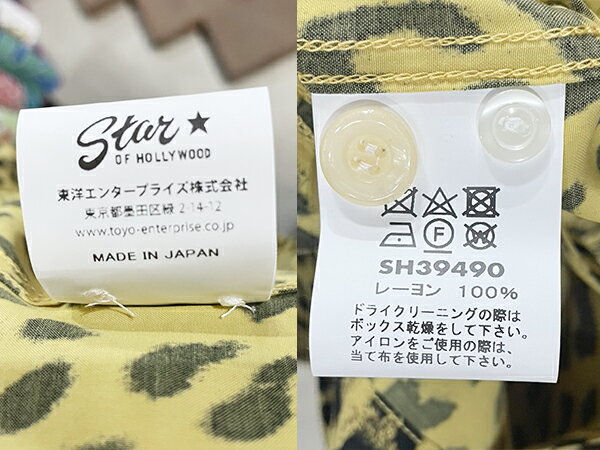 Star ★
OF HOLLYWOOD
東洋エンタープライズ株式会社
東京都墨田区緑 2-14-12
www.toyo-enterprise.co.jp
MADE IN JAPAN
SH39490
レーヨン 100%
ドライクリーニングの際は
ボックス乾燥をして下さい。
アイロンをご使用の際は、
当て布を使用して下さい。